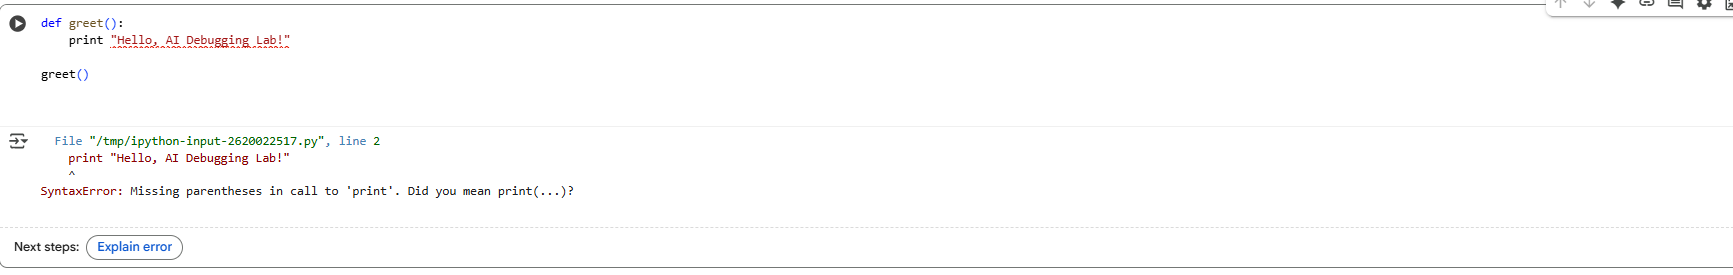 def greet():
    print "Hello, AI Debugging Lab!"
greet()
File "/tmp/ipython-input-2620022517.py", line 2
    print "Hello, AI Debugging Lab!"
    ^
SyntaxError: Missing parentheses in call to 'print'. Did you mean print(...)?
Next steps: Explain error